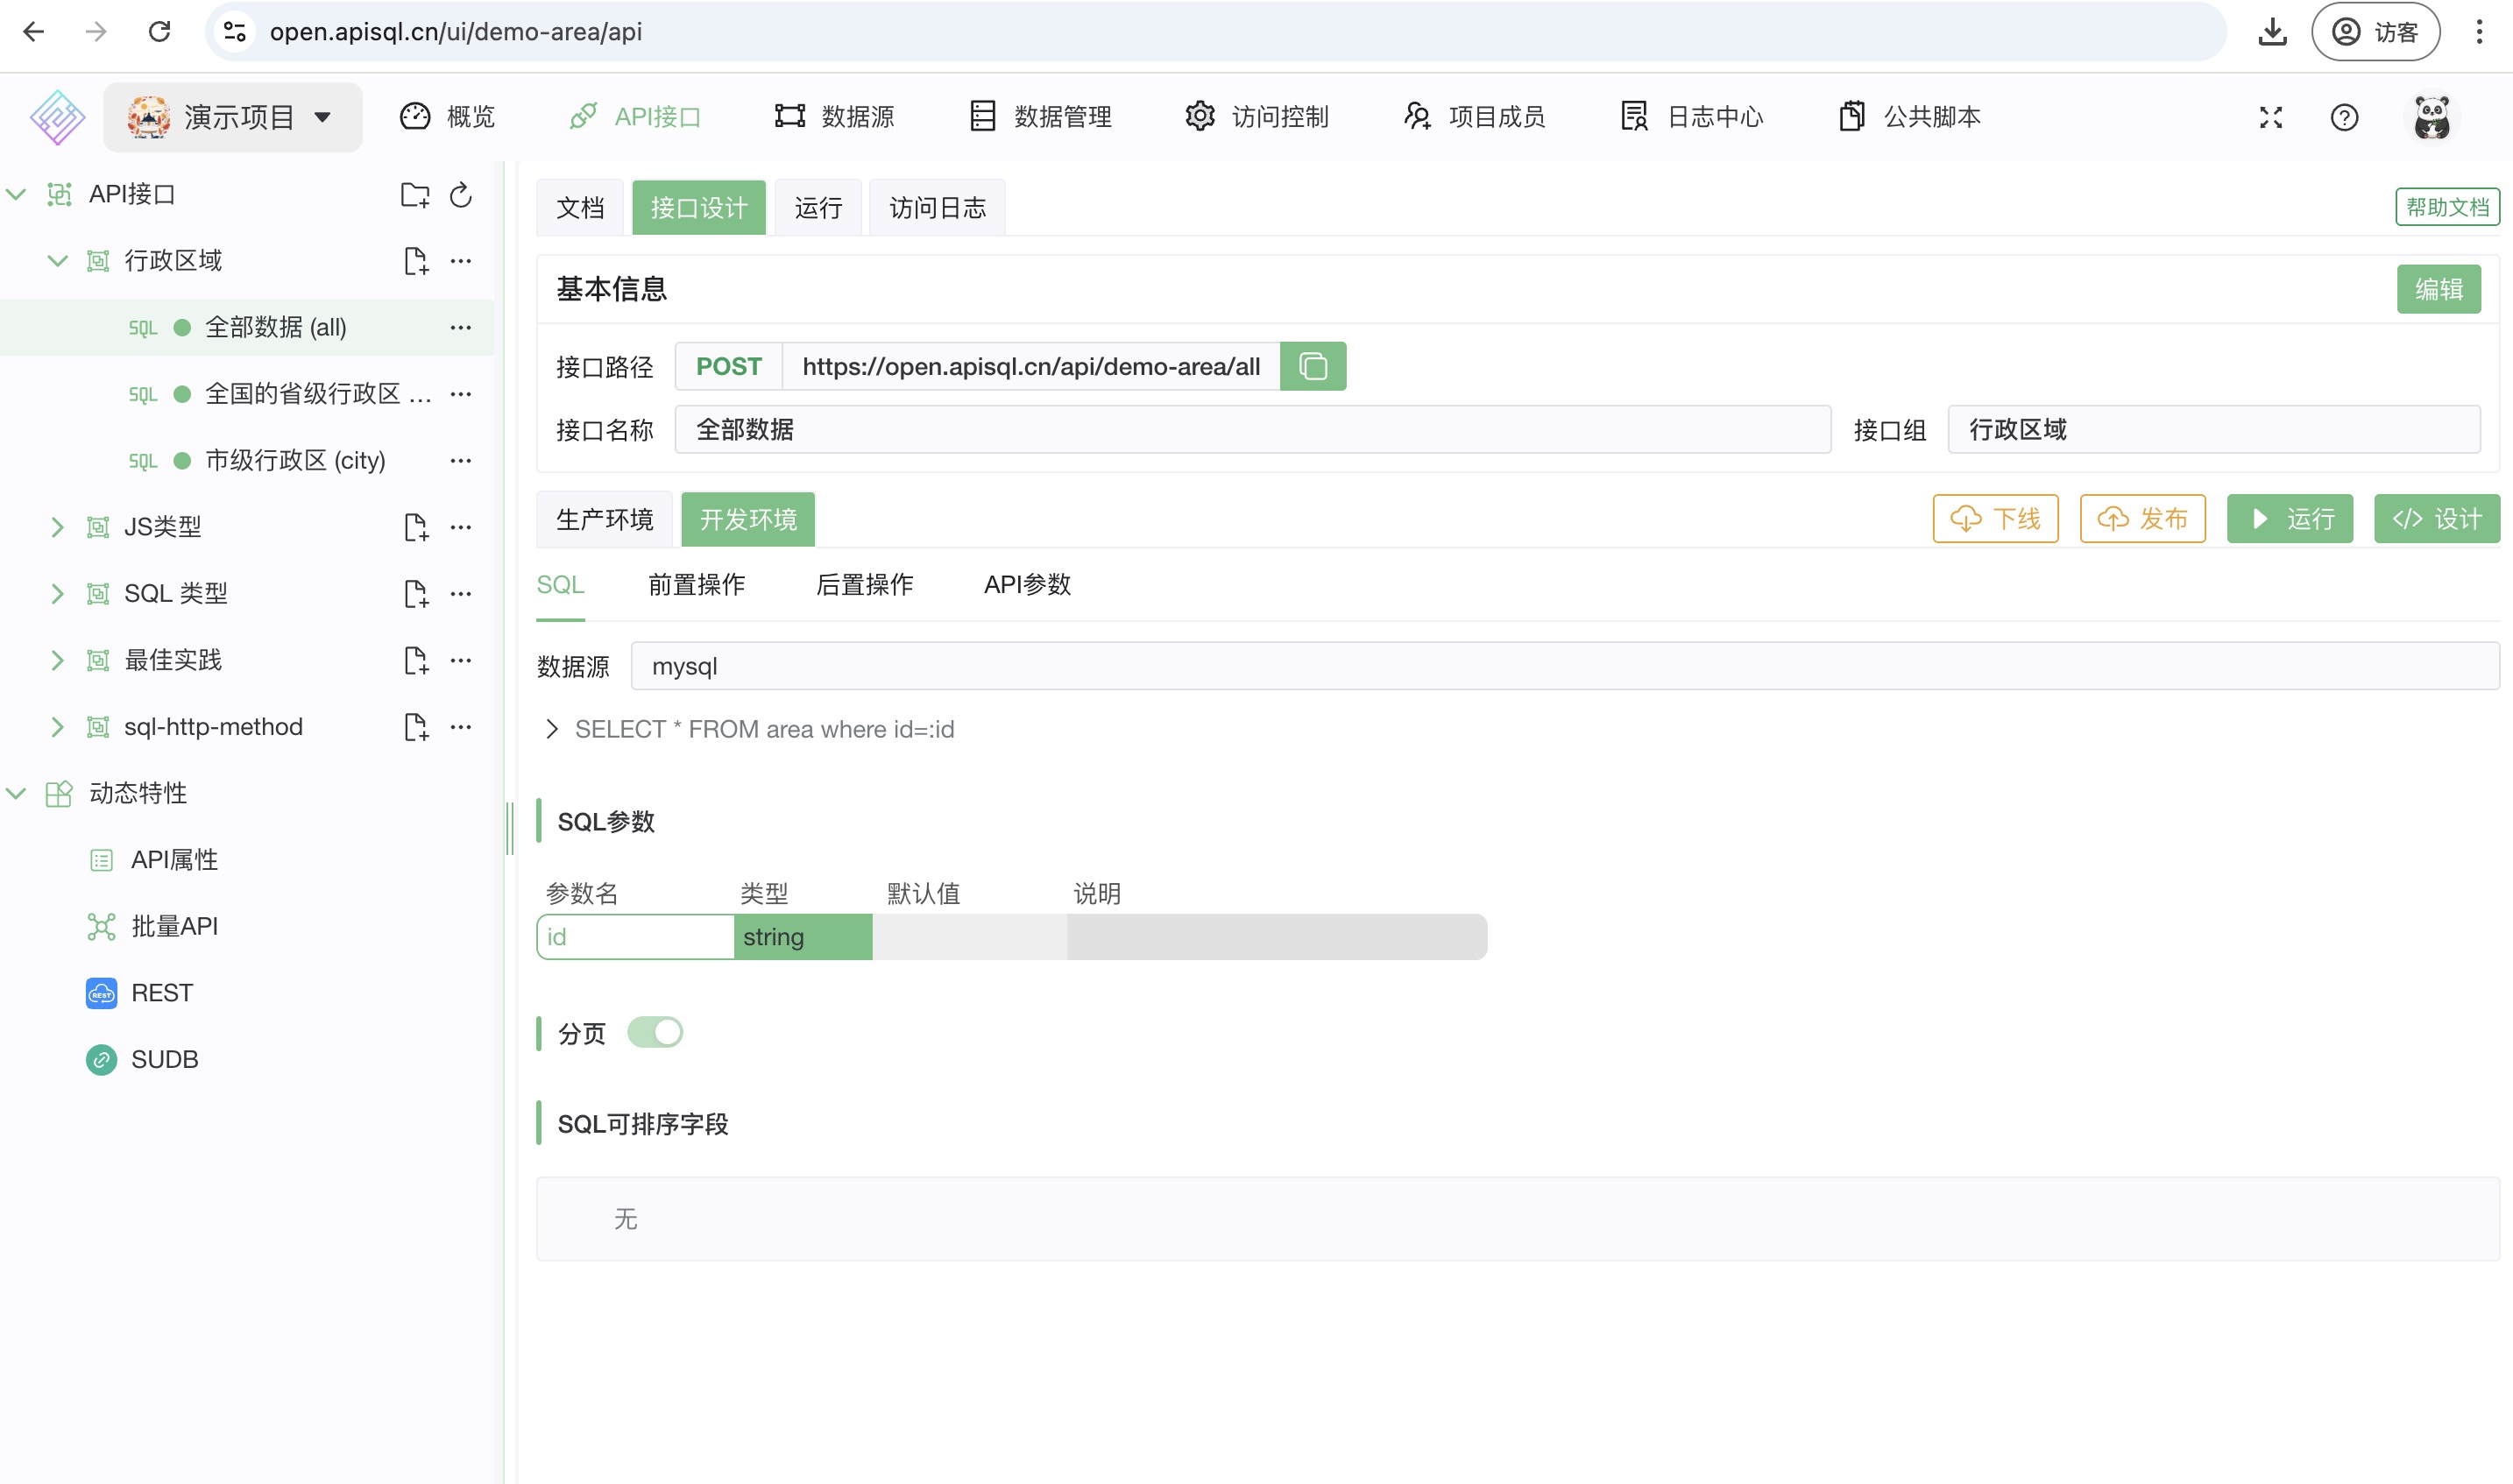 open.apisql.cn/ui/demo-area/api
访客
演示项目
概览
API接口
数据源
数据管理
访问控制
项目成员
日志中心
公共脚本
API接口
行政区域
SQL 全部数据 (all)
SQL 全国的省级行政区 ...
SQL 市级行政区 (city)
JS类型
SQL 类型
最佳实践
sql-http-method
动态特性
API属性
批量API
REST REST
SUDB
文档 接口设计 运行 访问日志
帮助文档
基本信息
编辑
接口路径 POST https://open.apisql.cn/api/demo-area/all
接口名称 全部数据 接口组 行政区域
生产环境 开发环境
下线 发布 运行 </> 设计
SQL 前置操作 后置操作 API参数
数据源 mysql
SELECT * FROM area where id=:id
SQL参数
参数名 类型 默认值 说明
id string
分页
SQL可排序字段
无